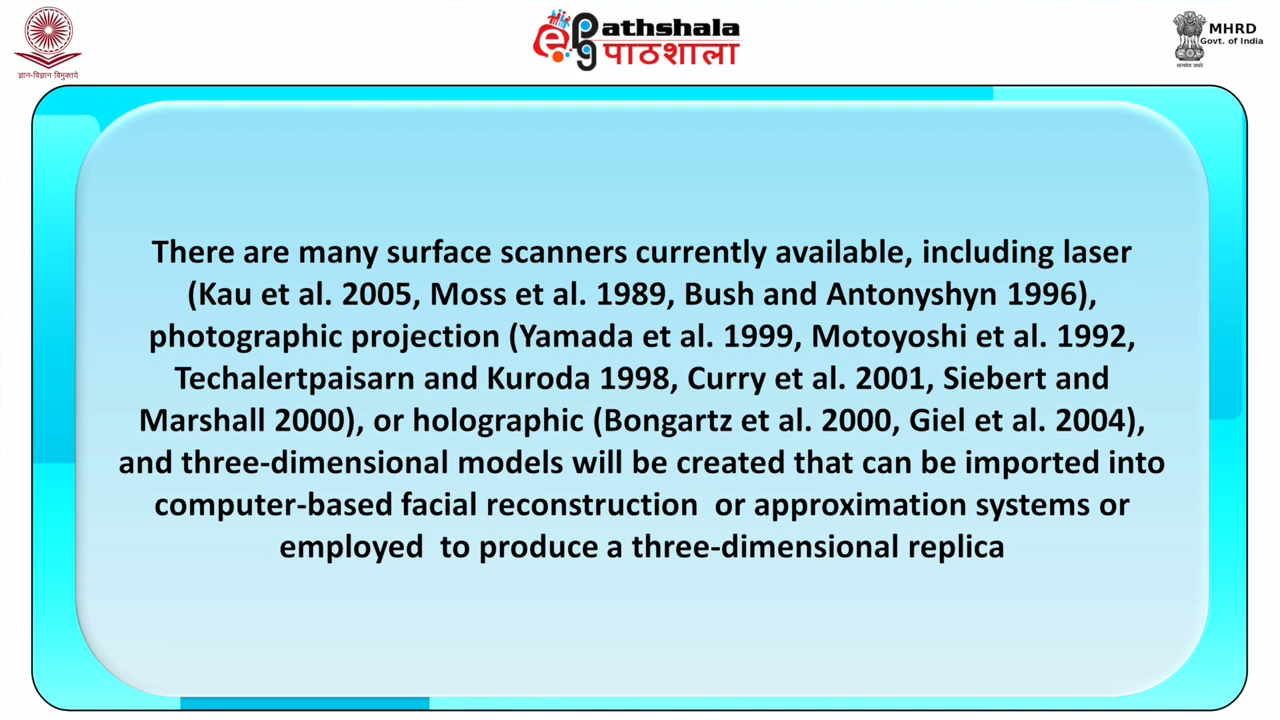 ज्ञान-विज्ञान विमुक्तये
ePG athshala
पाठशाला
MHRD
Govt. of India
सत्यमेव जयते
There are many surface scanners currently available, including laser
(Kau et al. 2005, Moss et al. 1989, Bush and Antonyshyn 1996),
photographic projection (Yamada et al. 1999, Motoyoshi et al. 1992,
Techalertpaisarn and Kuroda 1998, Curry et al. 2001, Siebert and
Marshall 2000), or holographic (Bongartz et al. 2000, Giel et al. 2004),
and three-dimensional models will be created that can be imported into
computer-based facial reconstruction  or approximation systems or
employed  to produce a three-dimensional replica